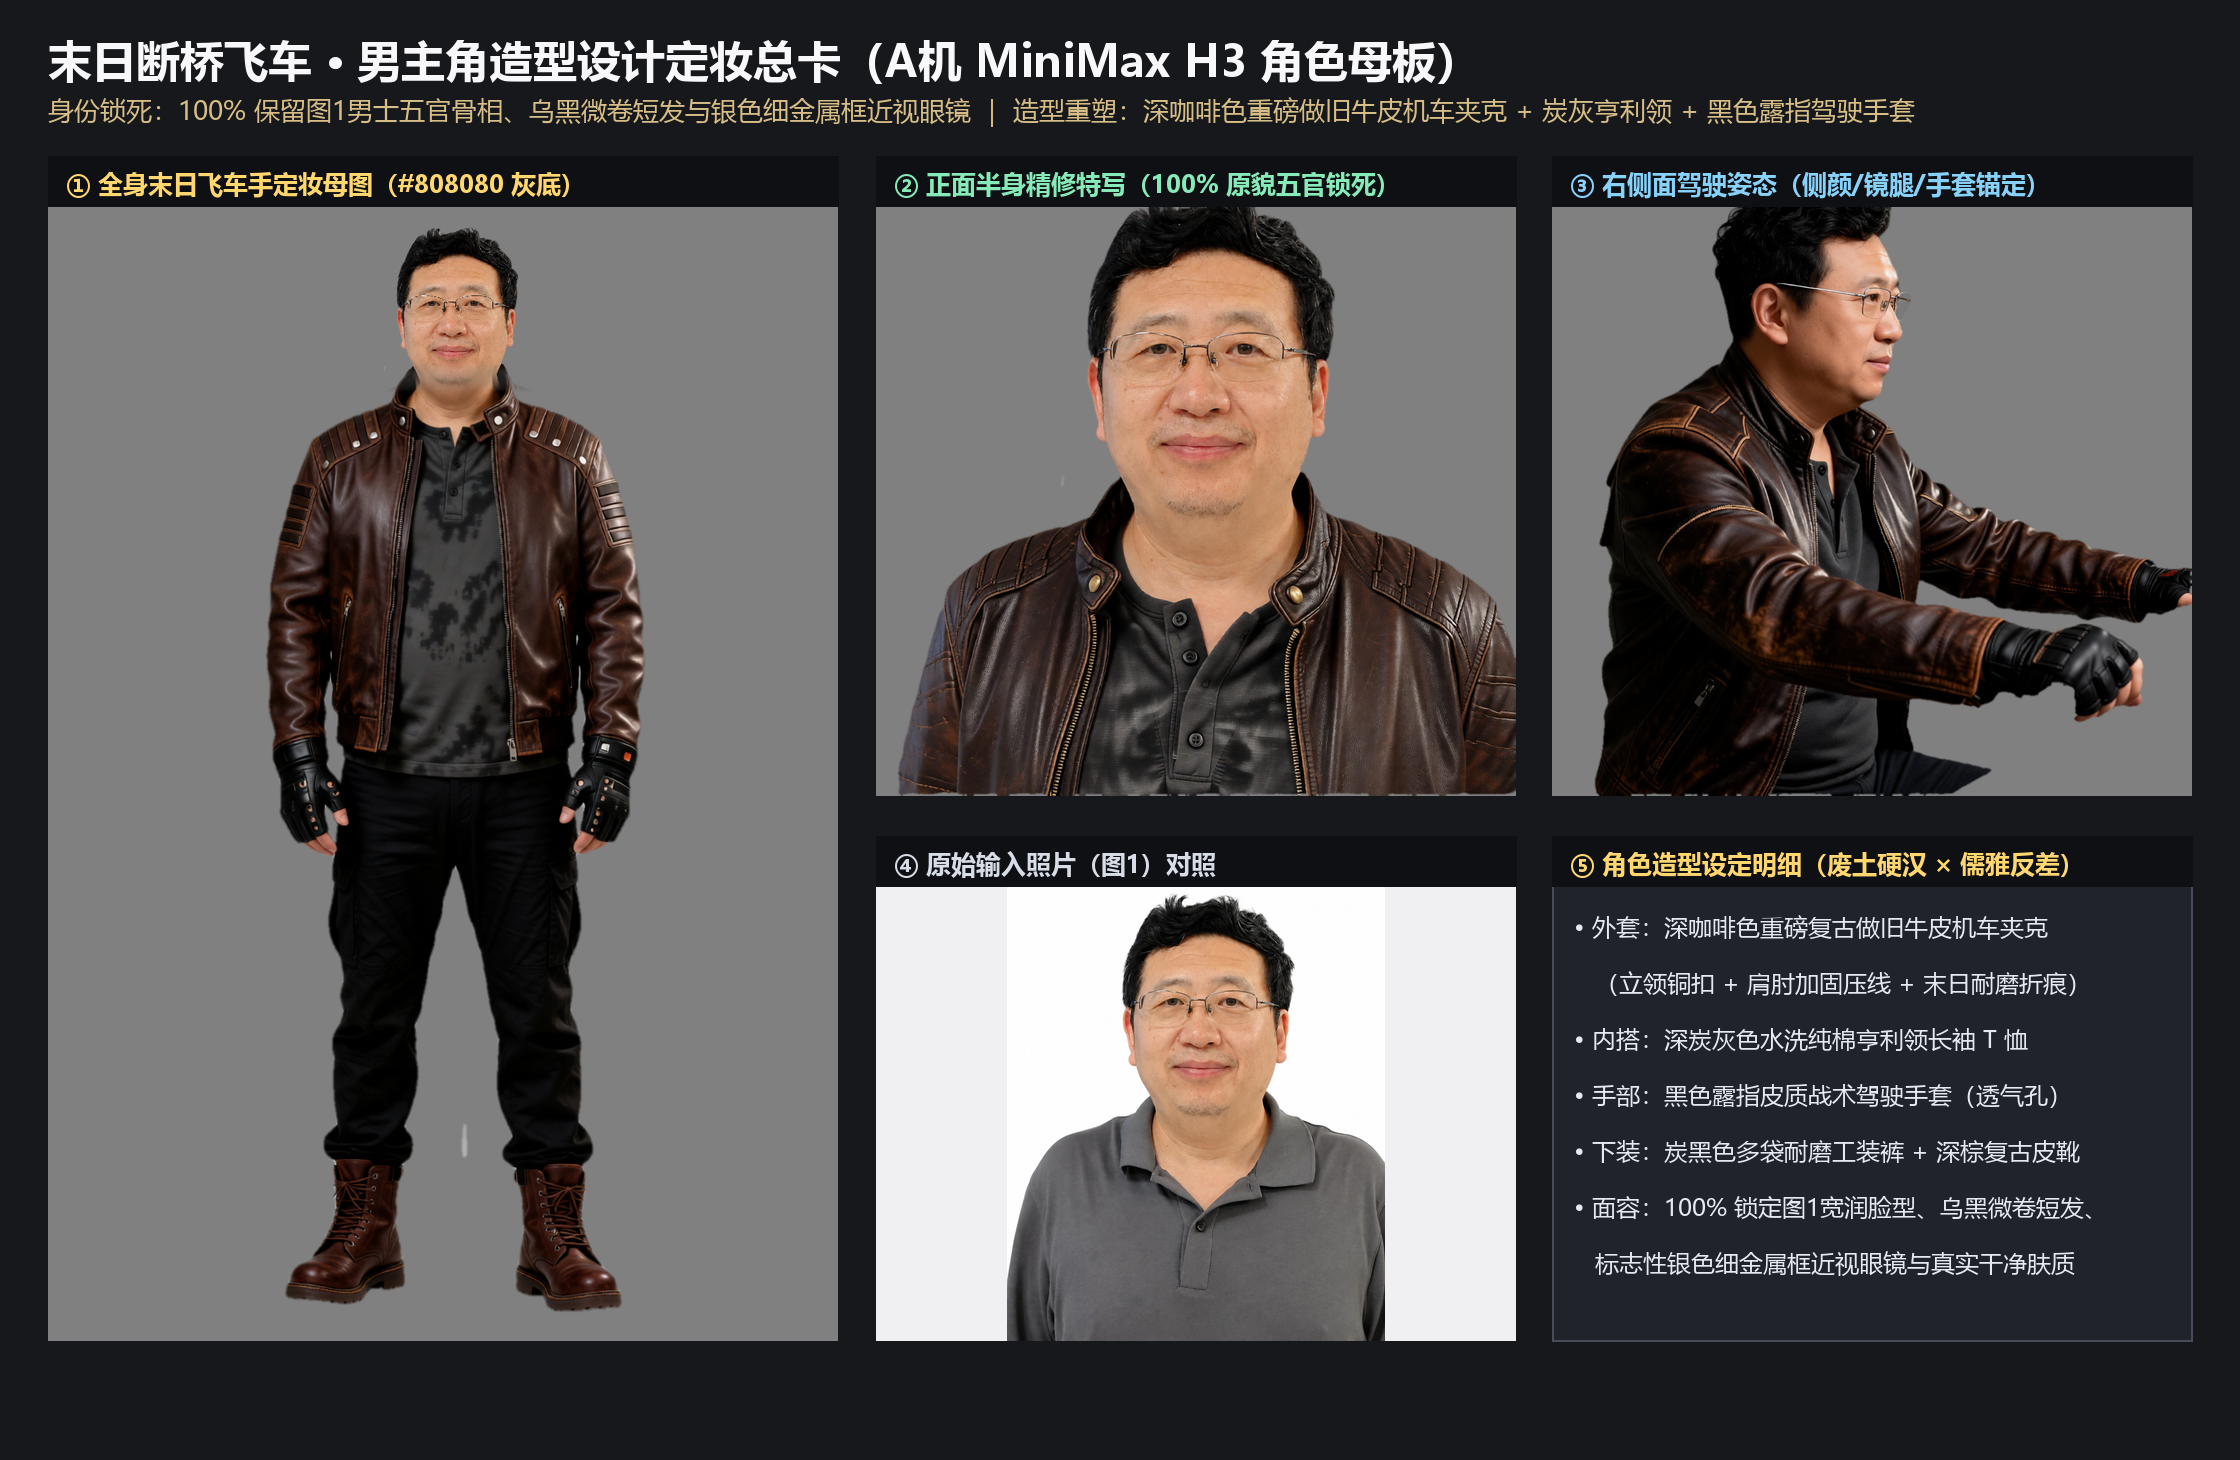 末日断桥飞车 • 男主角造型设计定妆总卡（A机 MiniMax H3 角色母板）
身份锁死：100% 保留图1男士五官骨相、乌黑微卷短发与银色细金属框近视眼镜 ｜ 造型重塑：深咖啡色重磅做旧牛皮机车夹克 + 炭灰亨利领 + 黑色露指驾驶手套
① 全身末日飞车手定妆母图（#808080 灰底）
② 正面半身精修特写（100% 原貌五官锁死）
③ 右侧面驾驶姿态（侧颜/镜腿/手套锚定）
④ 原始输入照片（图1）对照
⑤ 角色造型设定明细（废土硬汉 × 儒雅反差）
• 外套：深咖啡色重磅复古做旧牛皮机车夹克
（立领铜扣 + 肩肘加固压线 + 末日耐磨折痕）
• 内搭：深炭灰色水洗纯棉亨利领长袖 T 恤
• 手部：黑色露指皮质战术驾驶手套（透气孔）
• 下装：炭黑色多袋耐磨工装裤 + 深棕复古皮靴
• 面容：100% 锁定图1宽润脸型、乌黑微卷短发、
标志性银色细金属框近视眼镜与真实干净肤质